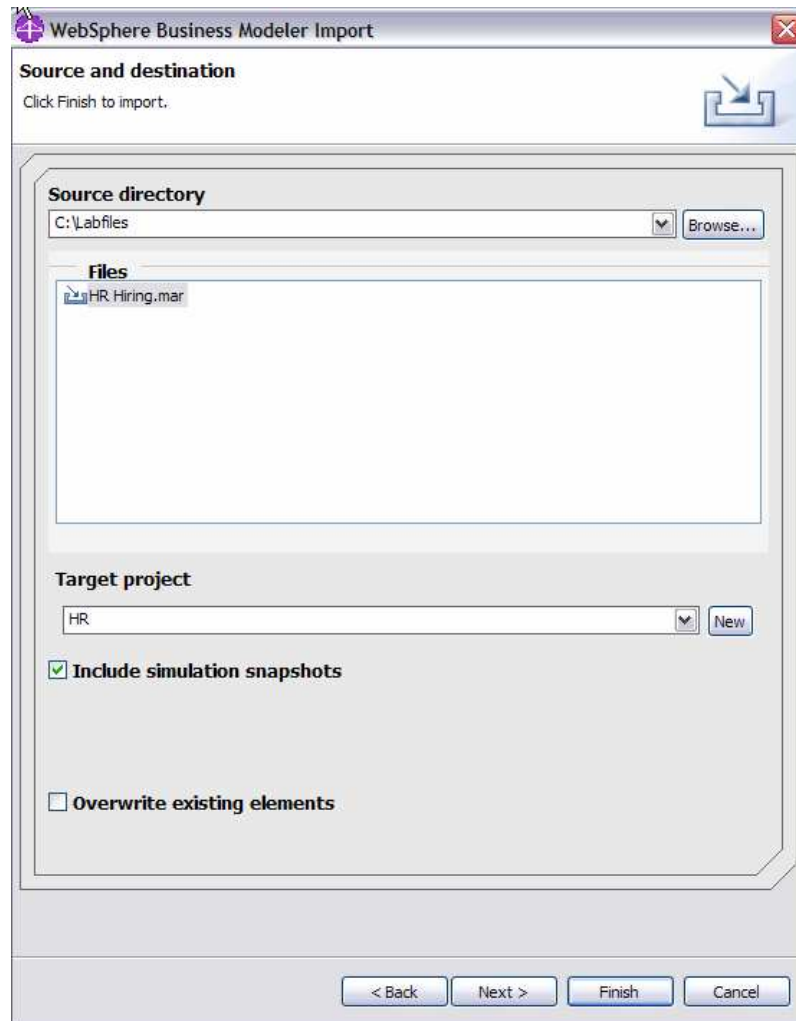 WebSphere Business Modeler Import
Source and destination
Click Finish to import.
Source directory
C:\Labfiles
Browse...
Files
HR Hiring.mar
Target project
HR
New
Include simulation snapshots
Overwrite existing elements
< Back Next > Finish Cancel